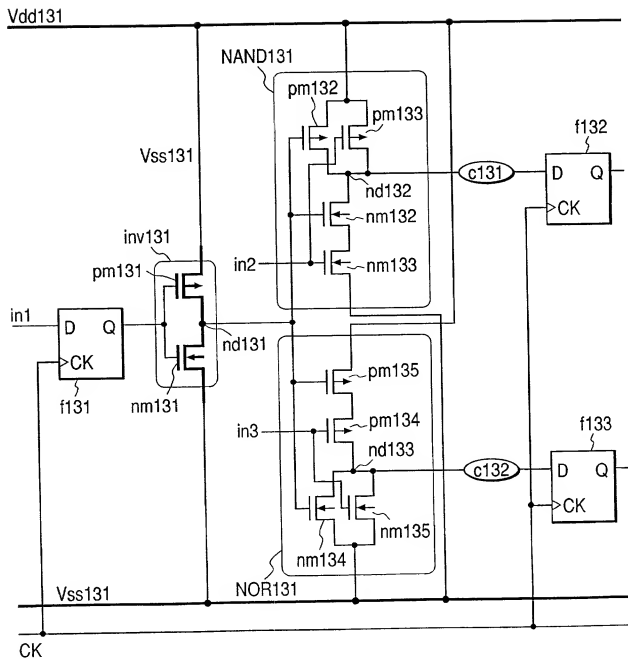 Vdd131
NAND131
pm132
pm133
f132
Vss131
c131
D Q
nd132
CK
nm132
inv131
pm131
in2
nm133
in1
D Q
nd131
CK
pm135
nm131
f131
pm134
in3
nd133
f133
c132
D Q
CK
nm135
nm134
NOR131
Vss131
CK